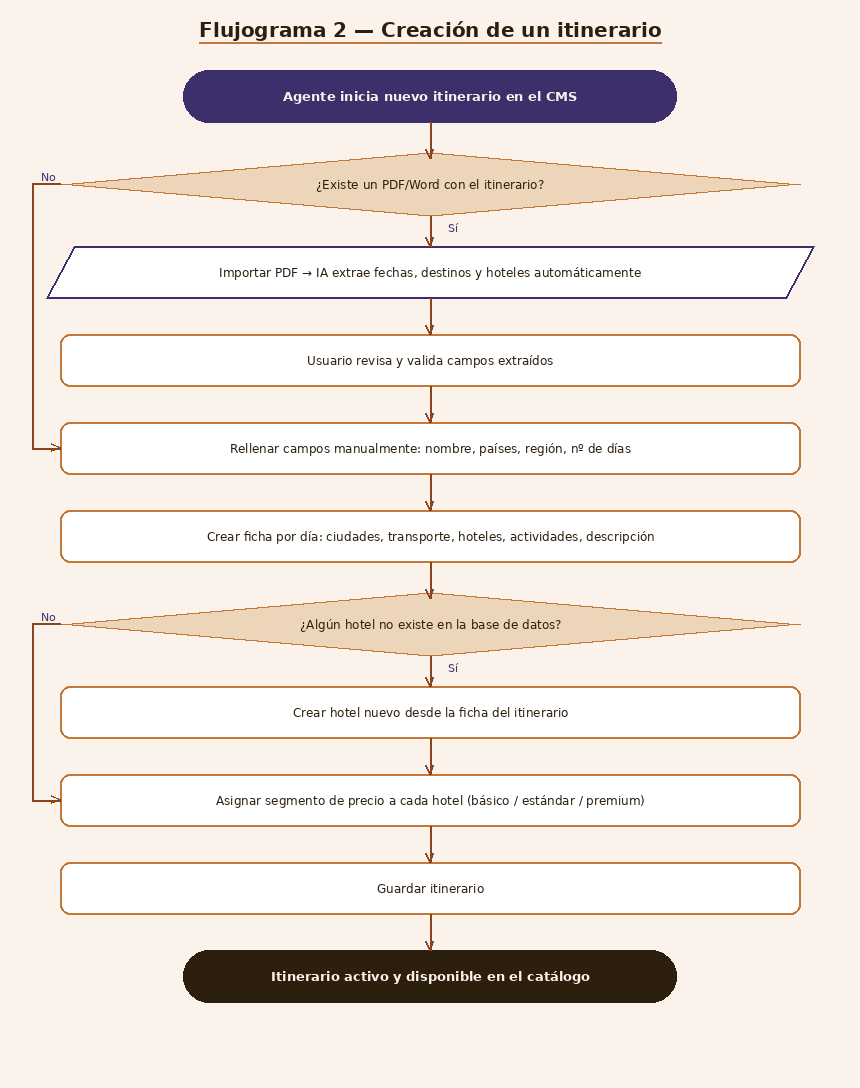 Flujograma 2 — Creación de un itinerario
Agente inicia nuevo itinerario en el CMS
No
¿Existe un PDF/Word con el itinerario?
Sí
Importar PDF → IA extrae fechas, destinos y hoteles automáticamente
Usuario revisa y valida campos extraídos
Rellenar campos manualmente: nombre, países, región, nº de días
Crear ficha por día: ciudades, transporte, hoteles, actividades, descripción
No
¿Algún hotel no existe en la base de datos?
Sí
Crear hotel nuevo desde la ficha del itinerario
Asignar segmento de precio a cada hotel (básico / estándar / premium)
Guardar itinerario
Itinerario activo y disponible en el catálogo